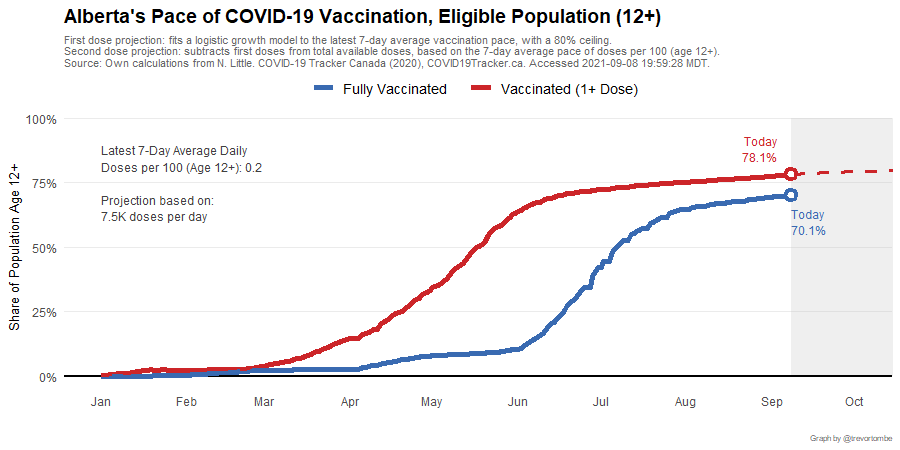 Alberta's Pace of COVID-19 Vaccination, Eligible Population (12+)
First dose projection: fits a logistic growth model to the latest 7-day average vaccination pace, with a 80% ceiling.
Second dose projection: subtracts first doses from total available doses, based on the 7-day average pace of doses per 100 (age 12+).
Source: Own calculations from N. Little. COVID-19 Tracker Canada (2020), COVID19Tracker.ca. Accessed 2021-09-08 19:59:28 MDT.
Fully Vaccinated
Vaccinated (1+ Dose)
Share of Population Age 12+
100%
75%
50%
25%
0%
Latest 7-Day Average Daily
Doses per 100 (Age 12+): 0.2
Projection based on:
7.5K doses per day
Today
78.1%
Today
70.1%
Jan Feb Mar Apr May Jun Jul Aug Sep Oct
Graph by @trevortombe